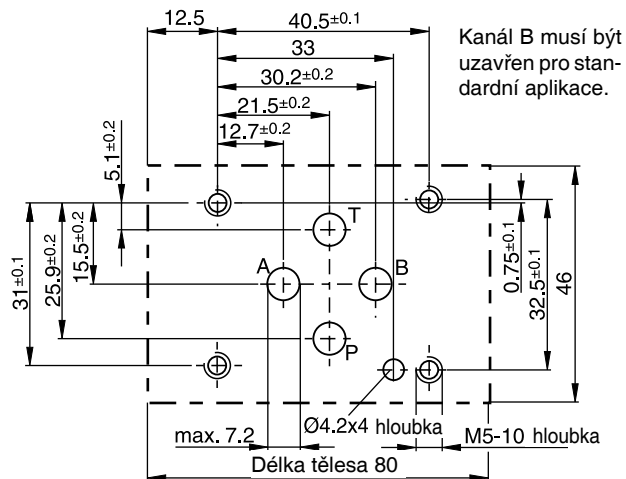 12.5
40.5±0.1
33
30.2±0.2
21.5±0.2
12.7±0.2
Kanál B musí být
uzavřen pro stan-
dardní aplikace.
5.1±0.2
15.5±0.2
25.9±0.2
31±0.1
T
A
B
P
0.75±0.1
32.5±0.1
46
max. 7.2
Ø4.2x4 hloubka
M5-10 hloubka
Délka tělesa 80